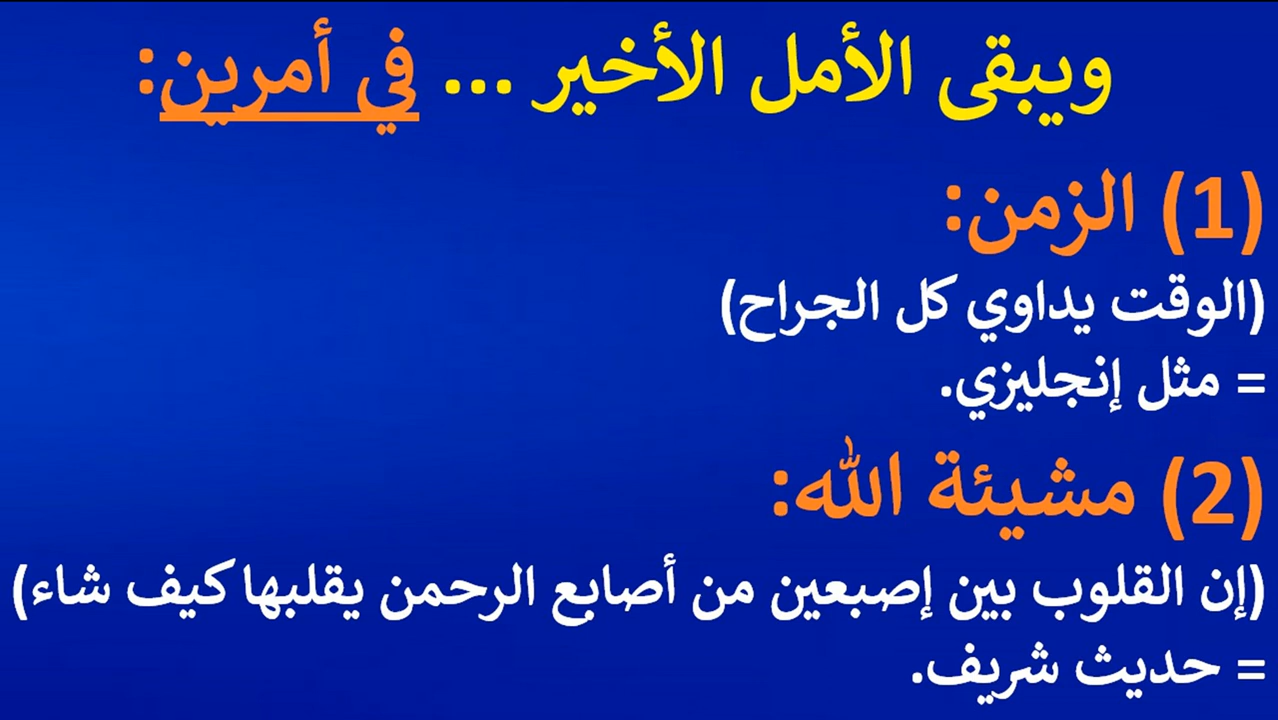 ويبقى الأمل الأخير ... في أمرين:
(1) الزمن:
(الوقت يداوي كل الجراح)
= مثل إنجليزي.
(2) مشيئة الله:
(إن القلوب بين إصبعين من أصابع الرحمن يقلبها كيف شاء)
= حديث شريف.